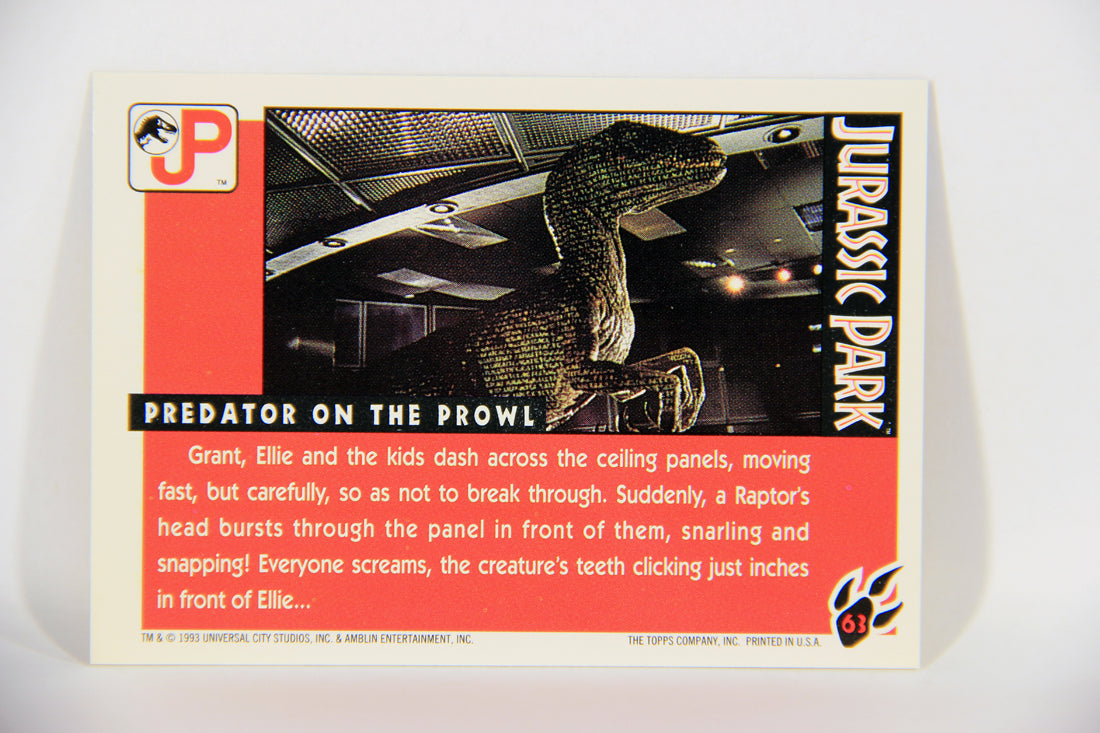 JP
TM
JURASSIC PARK
TM
PREDATOR ON THE PROWL
Grant, Ellie and the kids dash across the ceiling panels, moving
fast, but carefully, so as not to break through. Suddenly, a Raptor's
head bursts through the panel in front of them, snarling and
snapping! Everyone screams, the creature's teeth clicking just inches
in front of Ellie...
63
TM & © 1993 UNIVERSAL CITY STUDIOS, INC. & AMBLIN ENTERTAINMENT, INC.
THE TOPPS COMPANY, INC. PRINTED IN U.S.A.